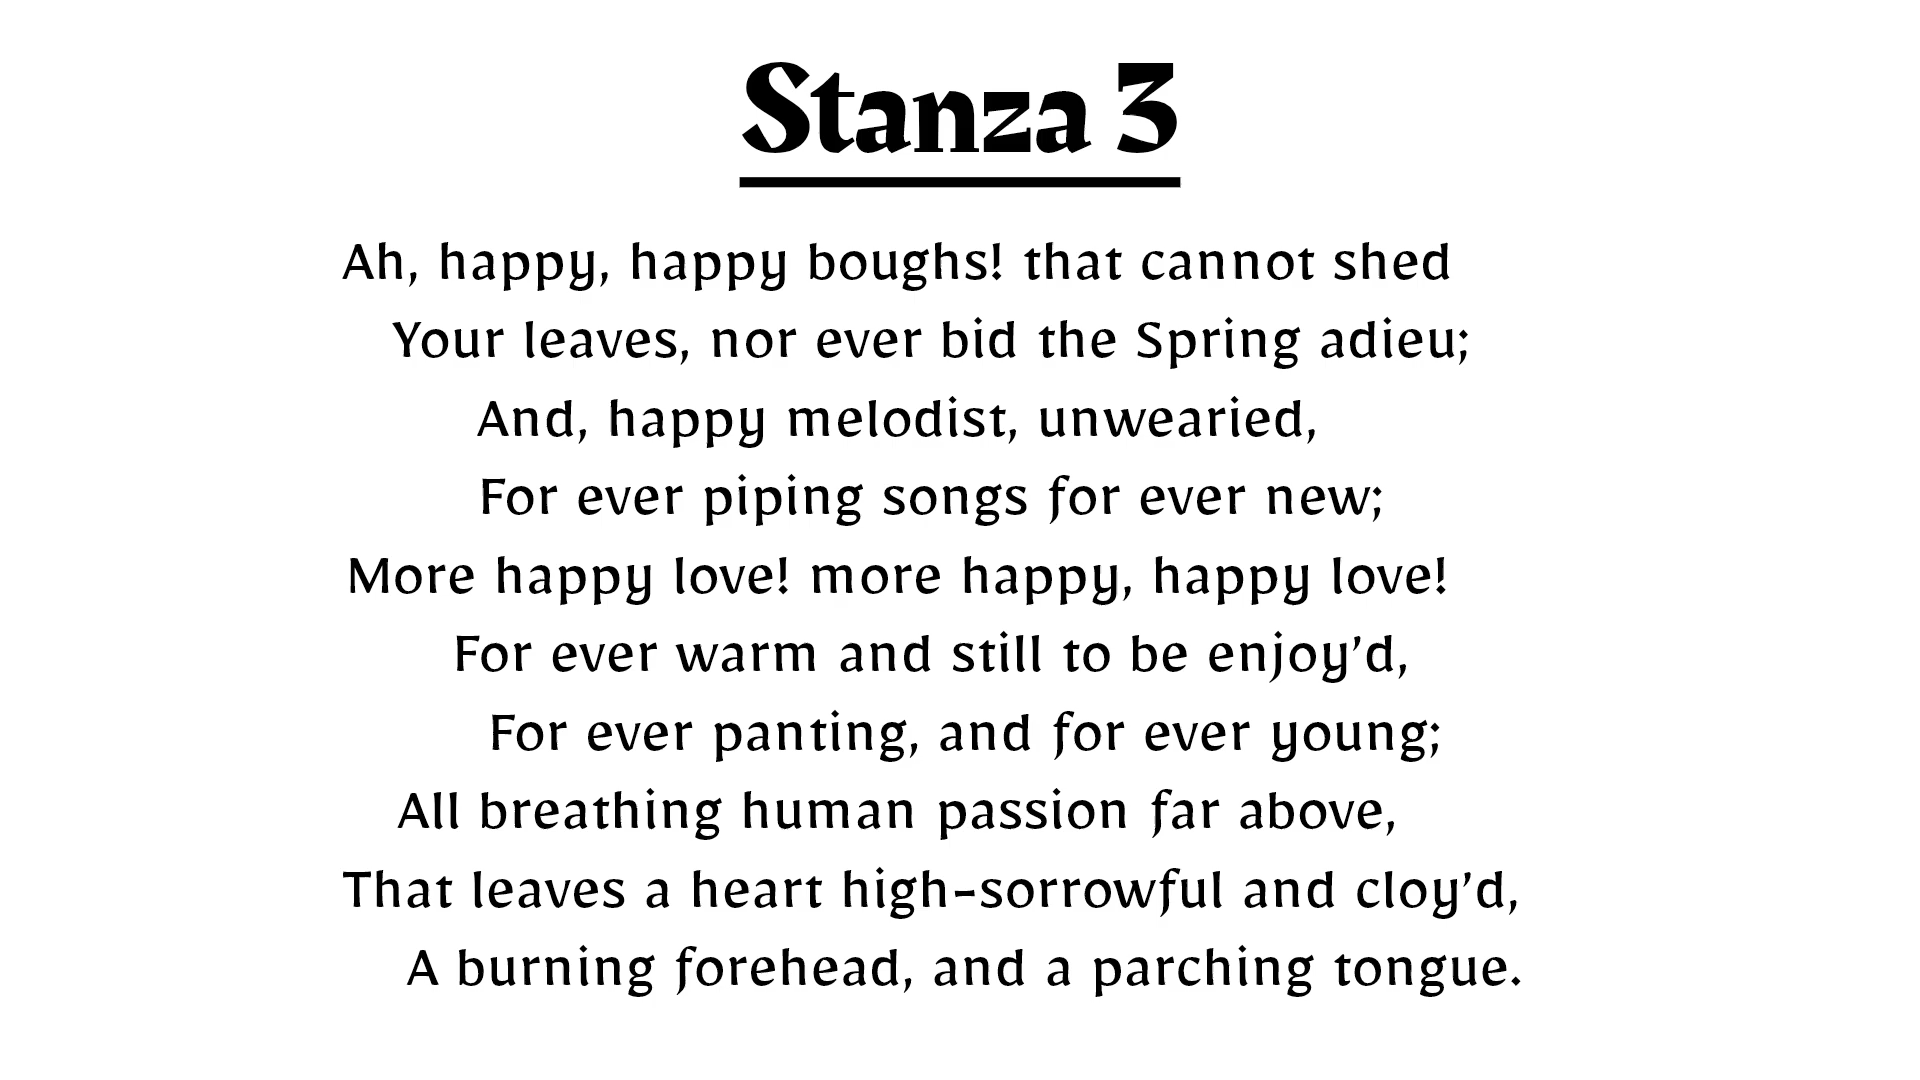 Stanza 3
Ah, happy, happy boughs! that cannot shed
Your leaves, nor ever bid the Spring adieu;
And, happy melodist, unwearied,
For ever piping songs for ever new;
More happy love! more happy, happy love!
For ever warm and still to be enjoy’d,
For ever panting, and for ever young;
All breathing human passion far above,
That leaves a heart high-sorrowful and cloy’d,
A burning forehead, and a parching tongue.